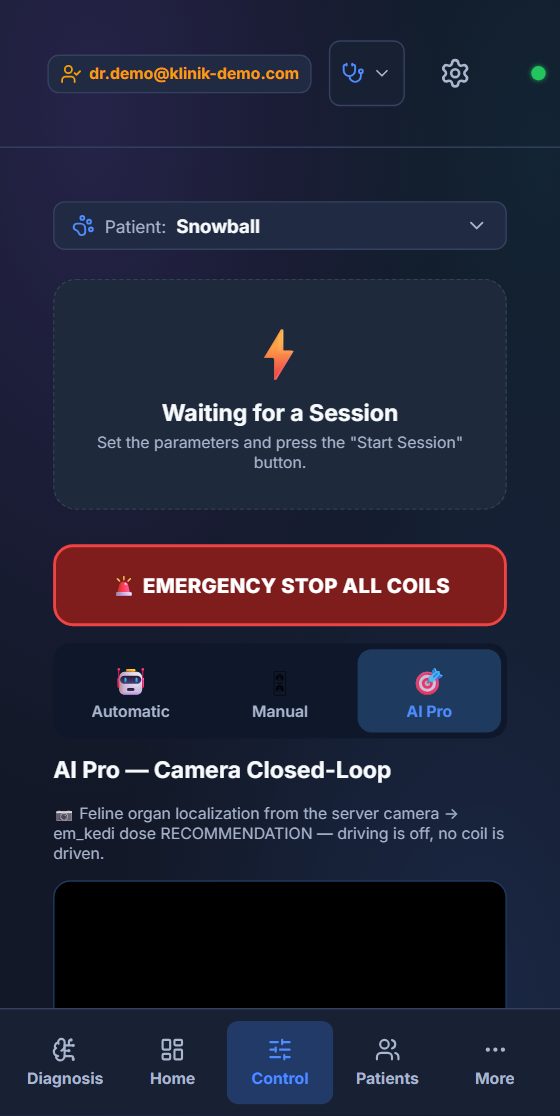 dr.demo@klinik-demo.com
Patient: Snowball
Waiting for a Session
Set the parameters and press the "Start Session"
button.
EMERGENCY STOP ALL COILS
Automatic
Manual
AI Pro
AI Pro — Camera Closed-Loop
Feline organ localization from the server camera →
em_kedi dose RECOMMENDATION — driving is off, no coil is
driven.
Diagnosis
Home
Control
Patients
More